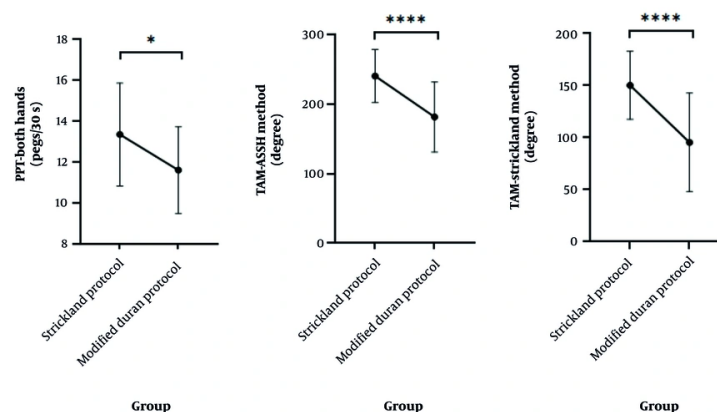 PPT-both hands
(pegs/30 s)
18
16
14
12
10
8
*
Strickland protocol
Modified duran protocol
Group
TAM-ASSH method
(degree)
300
200
100
0
****
Strickland protocol
Modified duran protocol
Group
TAM-strickland method
(degree)
200
150
100
50
0
****
Strickland protocol
Modified duran protocol
Group